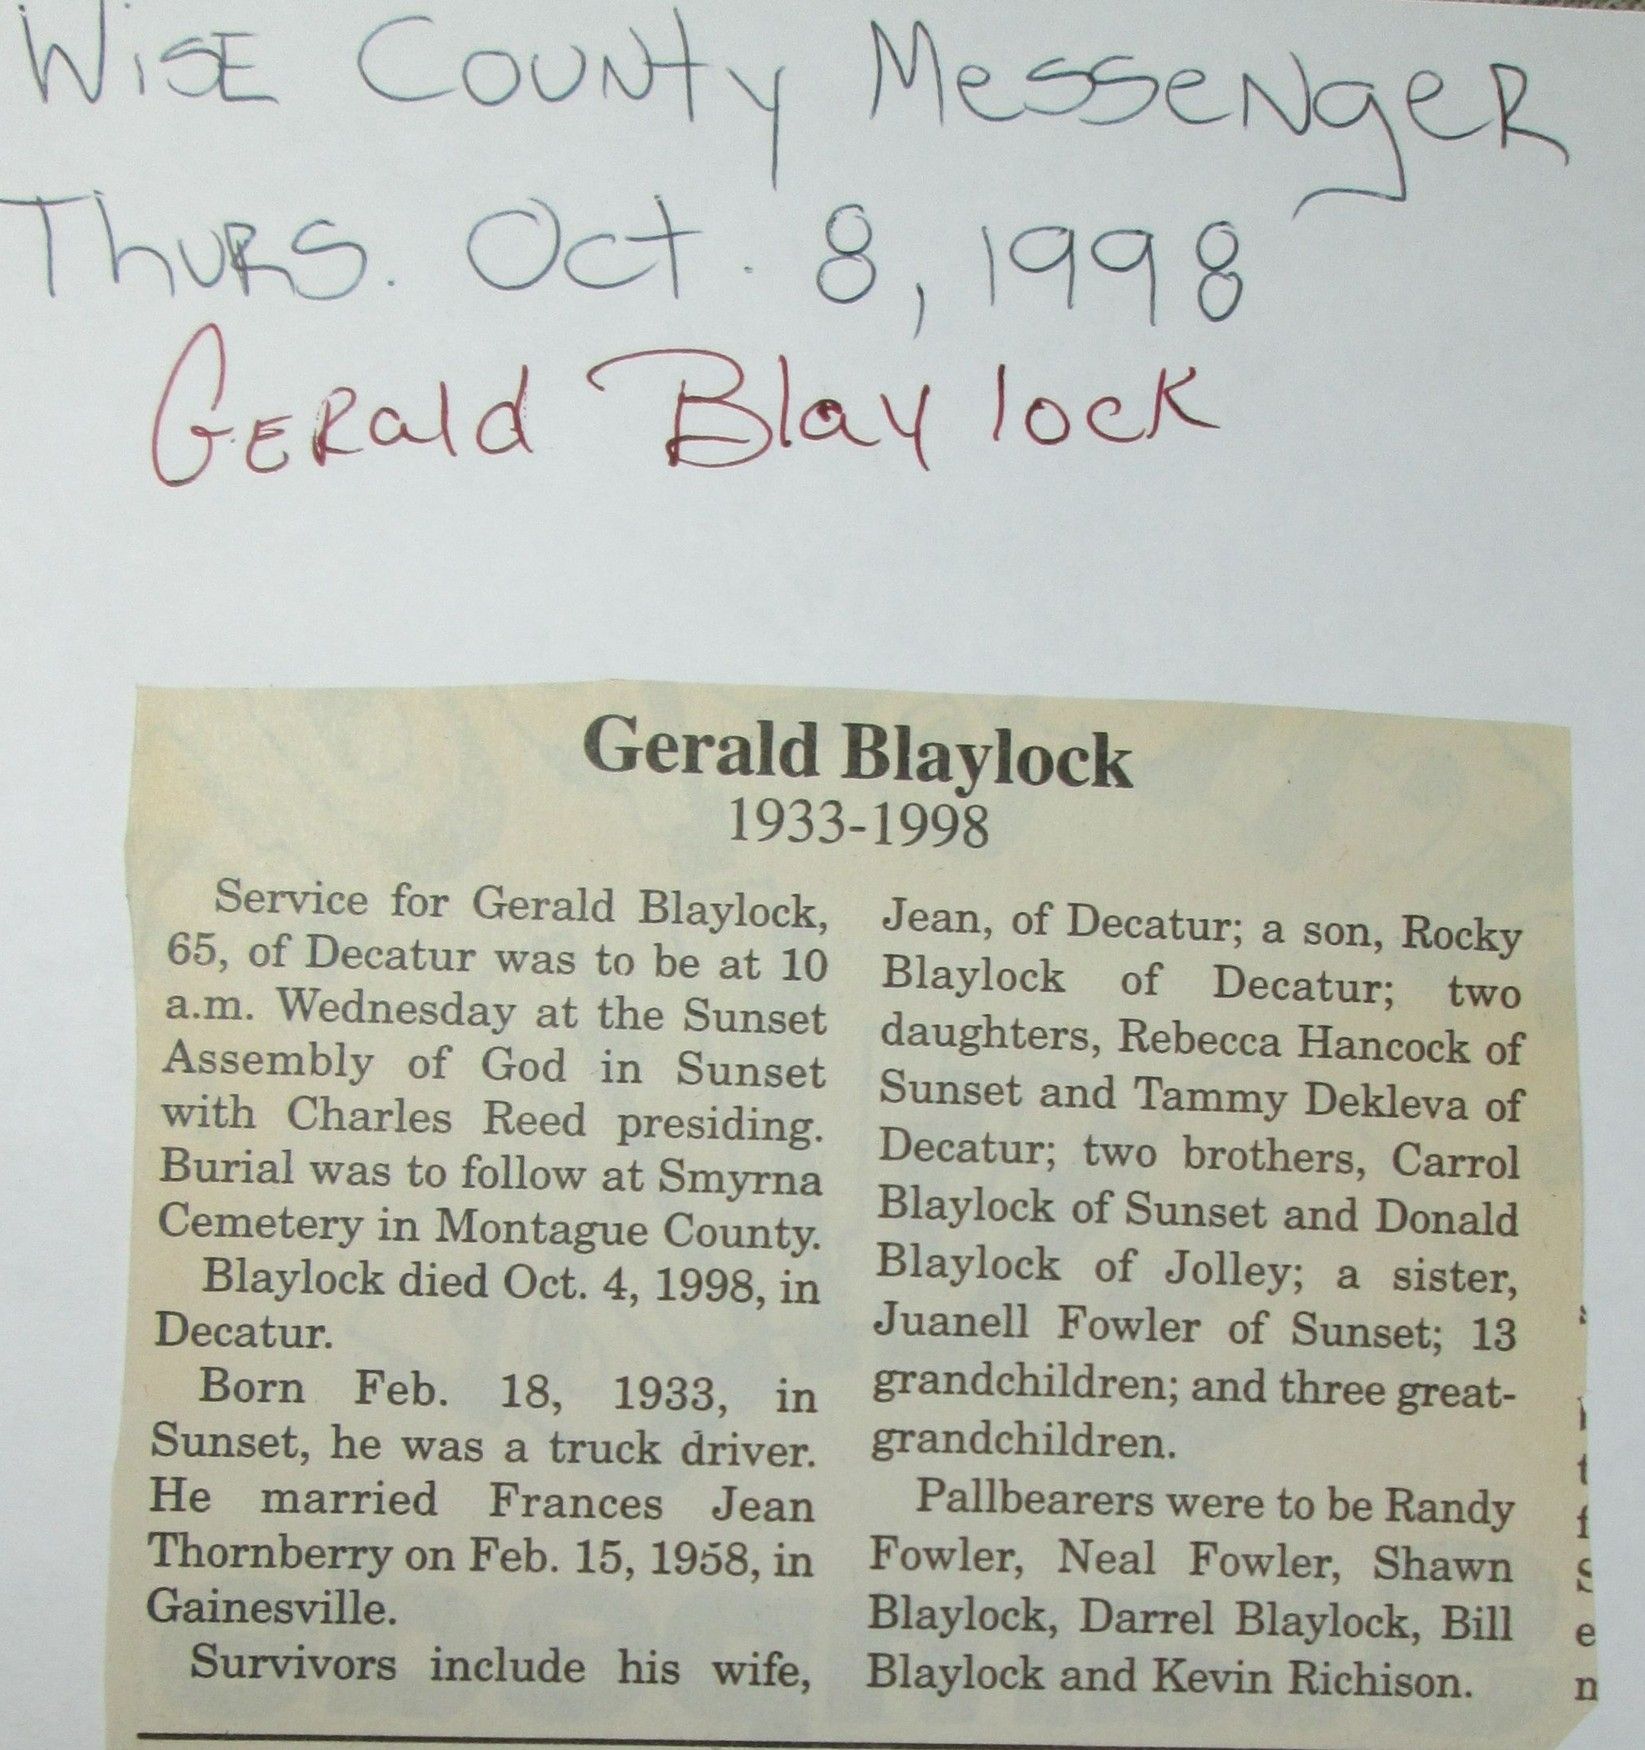 Wise County Messenger
Thurs. Oct. 8, 1998
Gerald Blaylock
Gerald Blaylock
1933-1998
Service for Gerald Blaylock,
65, of Decatur was to be at 10
a.m. Wednesday at the Sunset
Assembly of God in Sunset
with Charles Reed presiding.
Burial was to follow at Smyrna
Cemetery in Montague County.
Blaylock died Oct. 4, 1998, in
Decatur.
Born Feb. 18, 1933, in
Sunset, he was a truck driver.
He married Frances Jean
Thornberry on Feb. 15, 1958, in
Gainesville.
Survivors include his wife,
Jean, of Decatur; a son, Rocky
Blaylock of Decatur; two
daughters, Rebecca Hancock of
Sunset and Tammy Dekleva of
Decatur; two brothers, Carrol
Blaylock of Sunset and Donald
Blaylock of Jolley; a sister,
Juanell Fowler of Sunset; 13
grandchildren; and three great-
grandchildren.
Pallbearers were to be Randy
Fowler, Neal Fowler, Shawn
Blaylock, Darrel Blaylock, Bill
Blaylock and Kevin Richison.